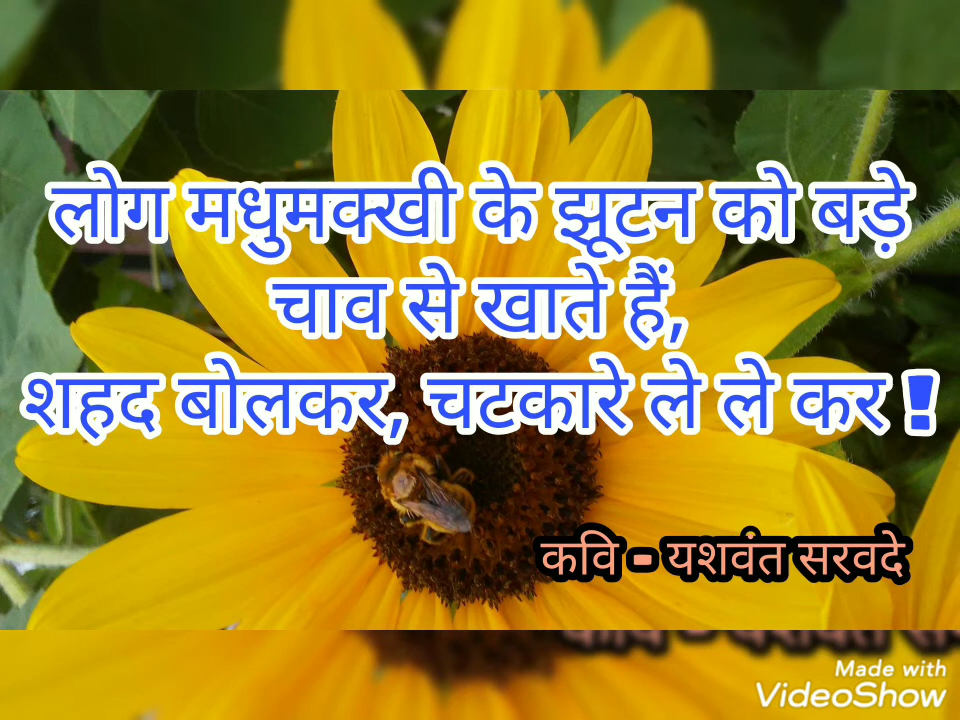 लोग मधुमक्खी के झूटन को बड़े
चाव से खाते हैं,
शहद बोलकर, चटकारे ले ले कर !
कवि - यशवंत सरवदे
Made with
VideoShow